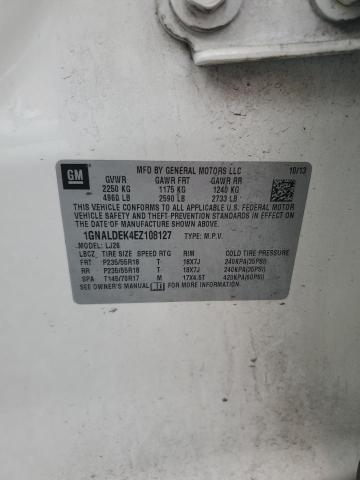 GM
MFD BY GENERAL MOTORS LLC 10/13
GVWR GAWR FRT GAWR RR
2250 KG 1175 KG 1240 KG
4960 LB 2590 LB 2733 LB
THIS VEHICLE CONFORMS TO ALL APPLICABLE U.S. FEDERAL MOTOR
VEHICLE SAFETY AND THEFT PREVENTION STANDARDS IN EFFECT ON
THE DATE OF MANUFACTURE SHOWN ABOVE.
1GNALDEK4EZ108127 TYPE: M.P.V.
MODEL: LJ26
LBCZ TIRE SIZE SPEED RTG RIM COLD TIRE PRESSURE
FRT P235/55R18 T- 18X7J 240KPA(35PSI)
RR P235/55R18 T- 18X7J 240KPA(35PSI)
SPA T145/70R17 M 17X4.5T 420KPA(60PSI)
SEE OWNER'S MANUAL FOR ADDITIONAL INFORMATION.